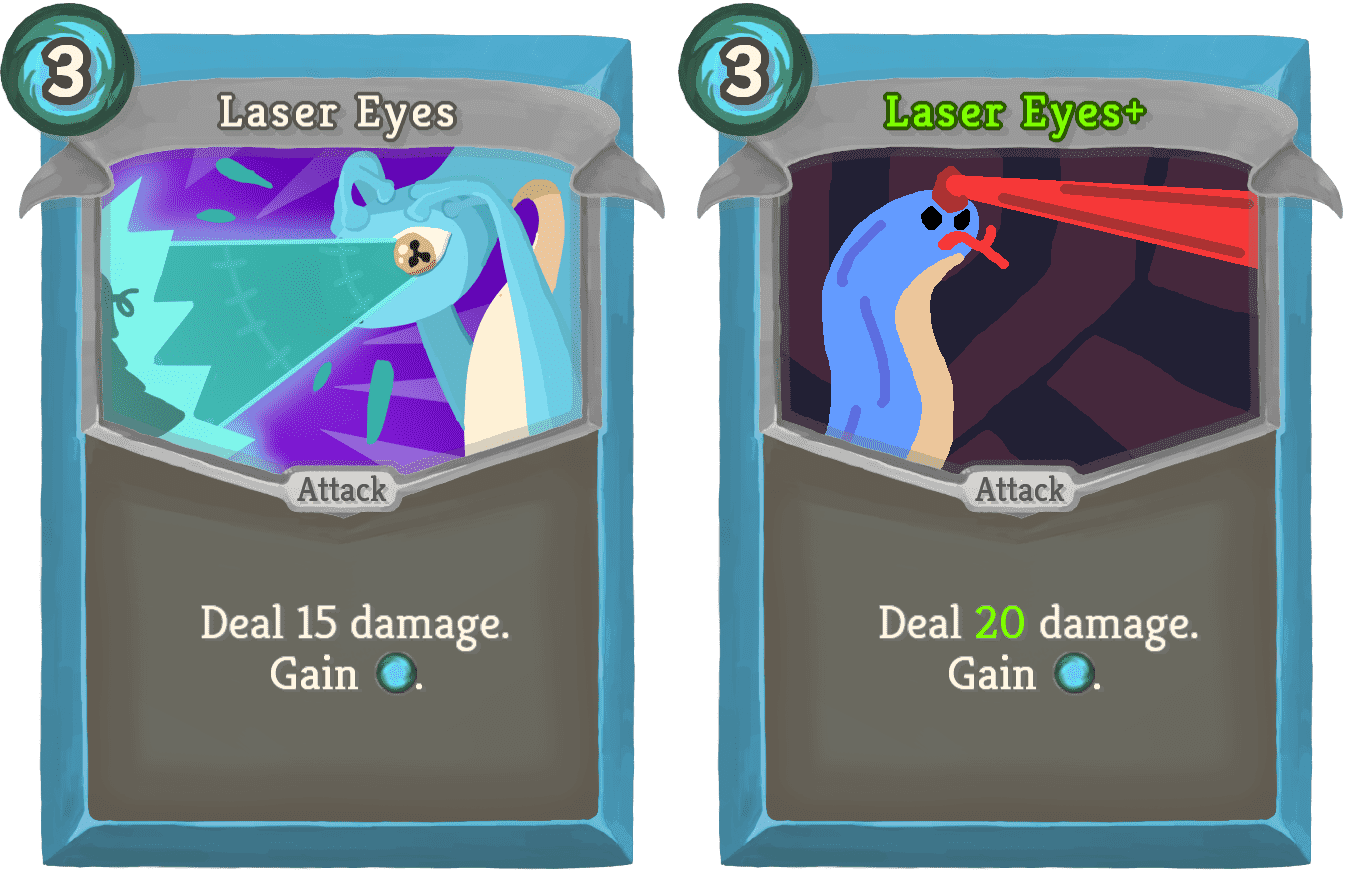 3
Laser Eyes
Attack
Deal 15 damage.
Gain .
3
Laser Eyes+
Attack
Deal 20 damage.
Gain .